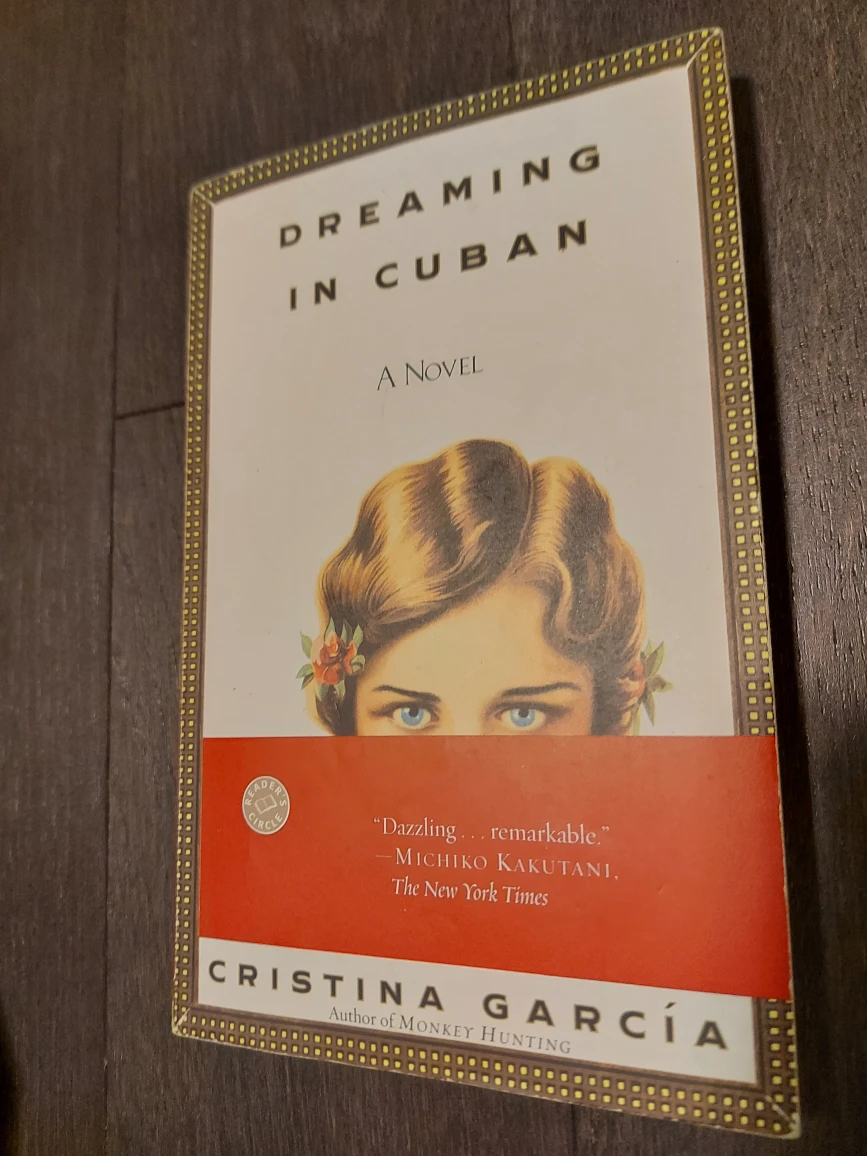 DREAMING
IN CUBAN
A NOVEL
READER'S CIRCLE
“Dazzling . . . remarkable.”
—MICHIKO KAKUTANI,
The New York Times
CRISTINA GARCÍA
Author of MONKEY HUNTING